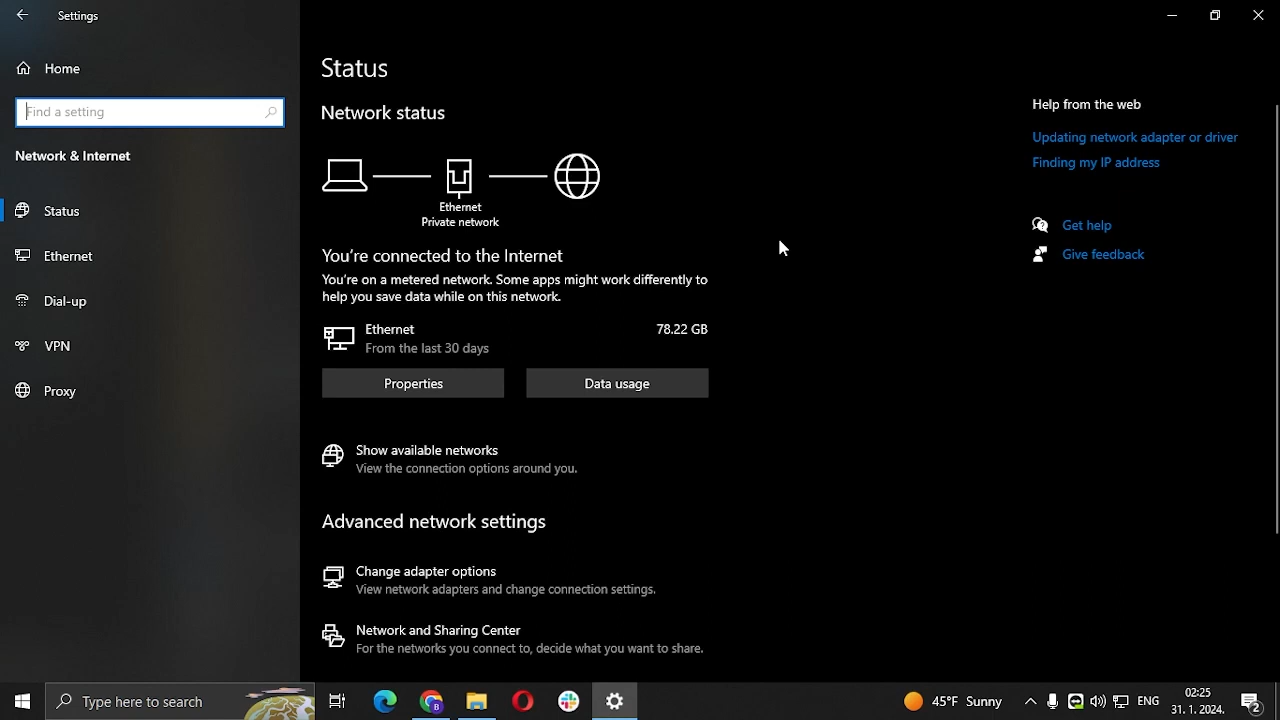 Settings
Home
Find a setting
Network & Internet
Status
Ethernet
Dial-up
VPN
Proxy
Status
Network status
Ethernet
Private network
You're connected to the Internet
You're on a metered network. Some apps might work differently to
help you save data while on this network.
Ethernet
78.22 GB
From the last 30 days
Properties
Data usage
Show available networks
View the connection options around you.
Advanced network settings
Change adapter options
View network adapters and change connection settings.
Network and Sharing Center
For the networks you connect to, decide what you want to share.
Help from the web
Updating network adapter or driver
Finding my IP address
Get help
Give feedback
Type here to search
45°F Sunny
ENG
02:25
31. 1. 2024.
2